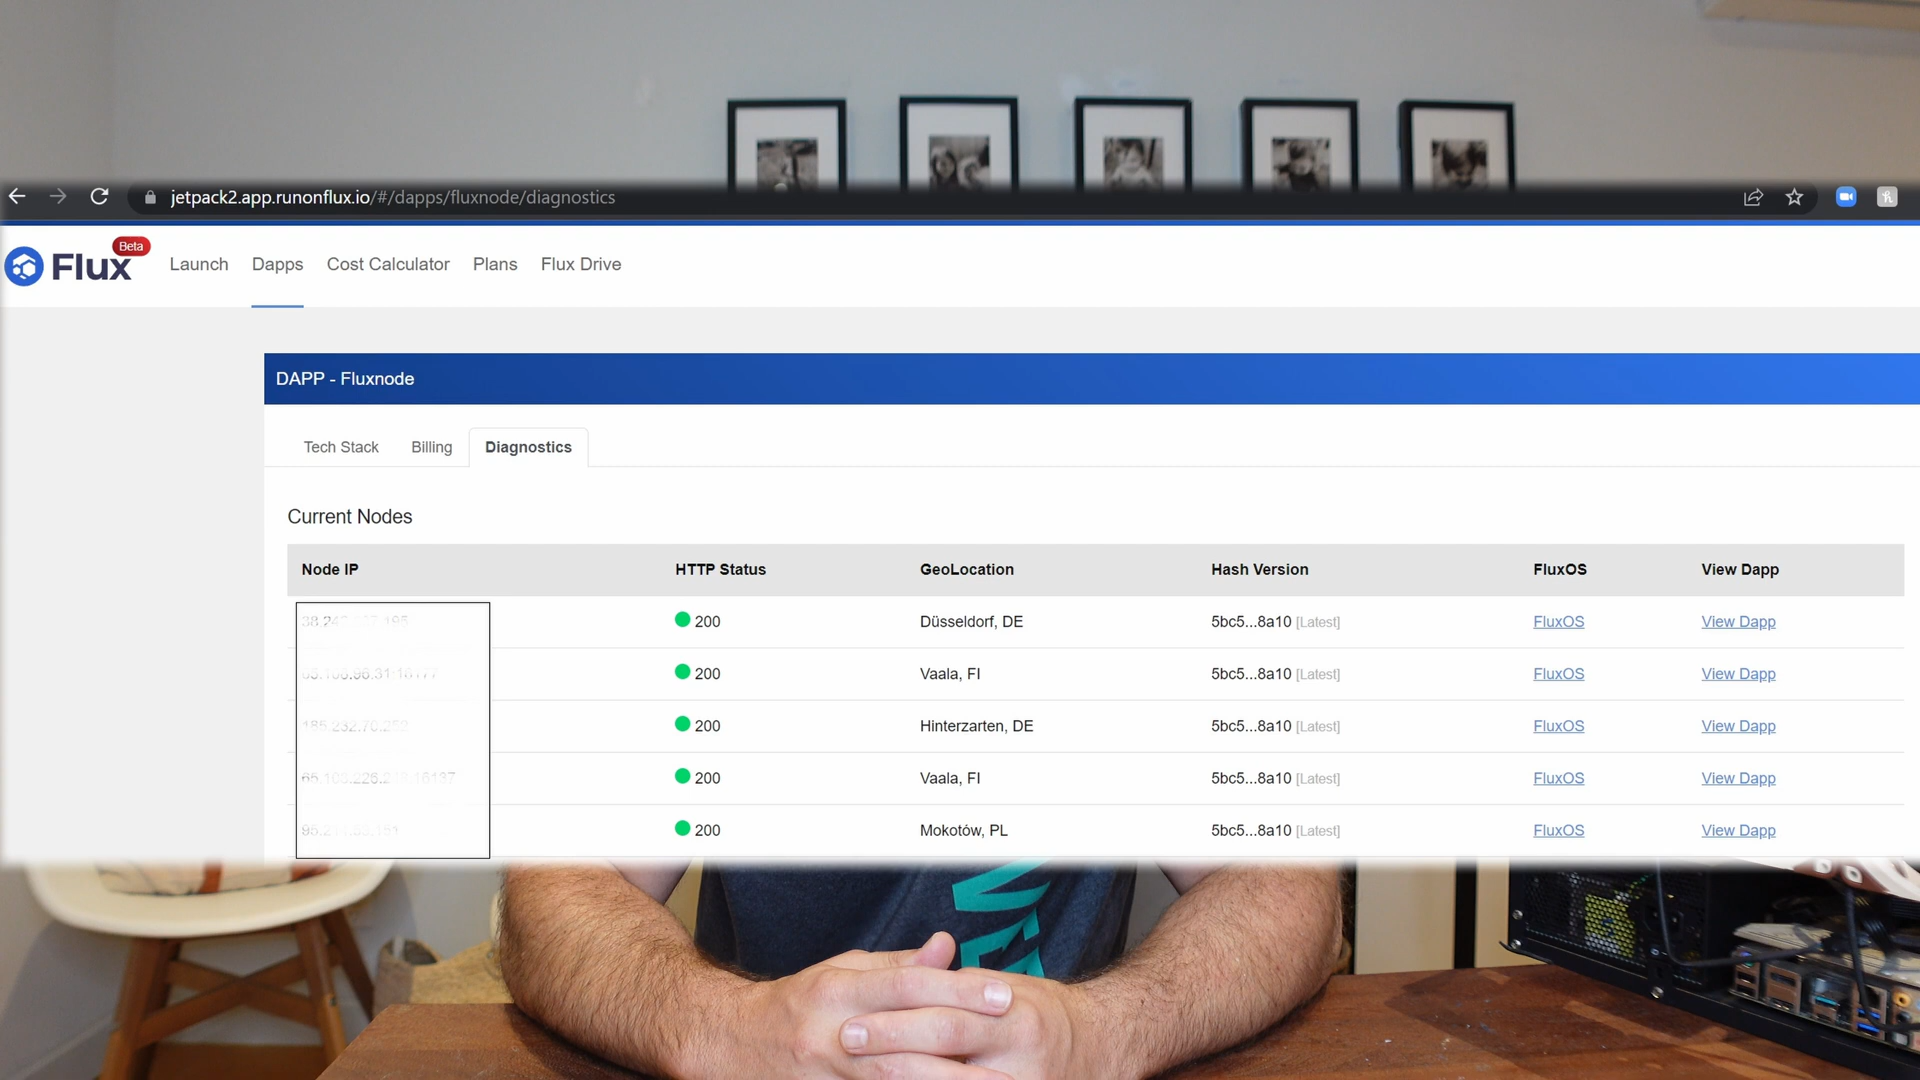 jetpack2.app.runonflux.io/#/dapps/fluxnode/diagnostics
Flux Beta
Launch Dapps Cost Calculator Plans Flux Drive
DAPP - Fluxnode
Tech Stack Billing Diagnostics
Current Nodes
Node IP HTTP Status GeoLocation Hash Version FluxOS View Dapp
200 Düsseldorf, DE 5bc5...8a10 [Latest] FluxOS View Dapp
200 Vaala, FI 5bc5...8a10 [Latest] FluxOS View Dapp
200 Hinterzarten, DE 5bc5...8a10 [Latest] FluxOS View Dapp
200 Vaala, FI 5bc5...8a10 [Latest] FluxOS View Dapp
200 Mokotów, PL 5bc5...8a10 [Latest] FluxOS View Dapp